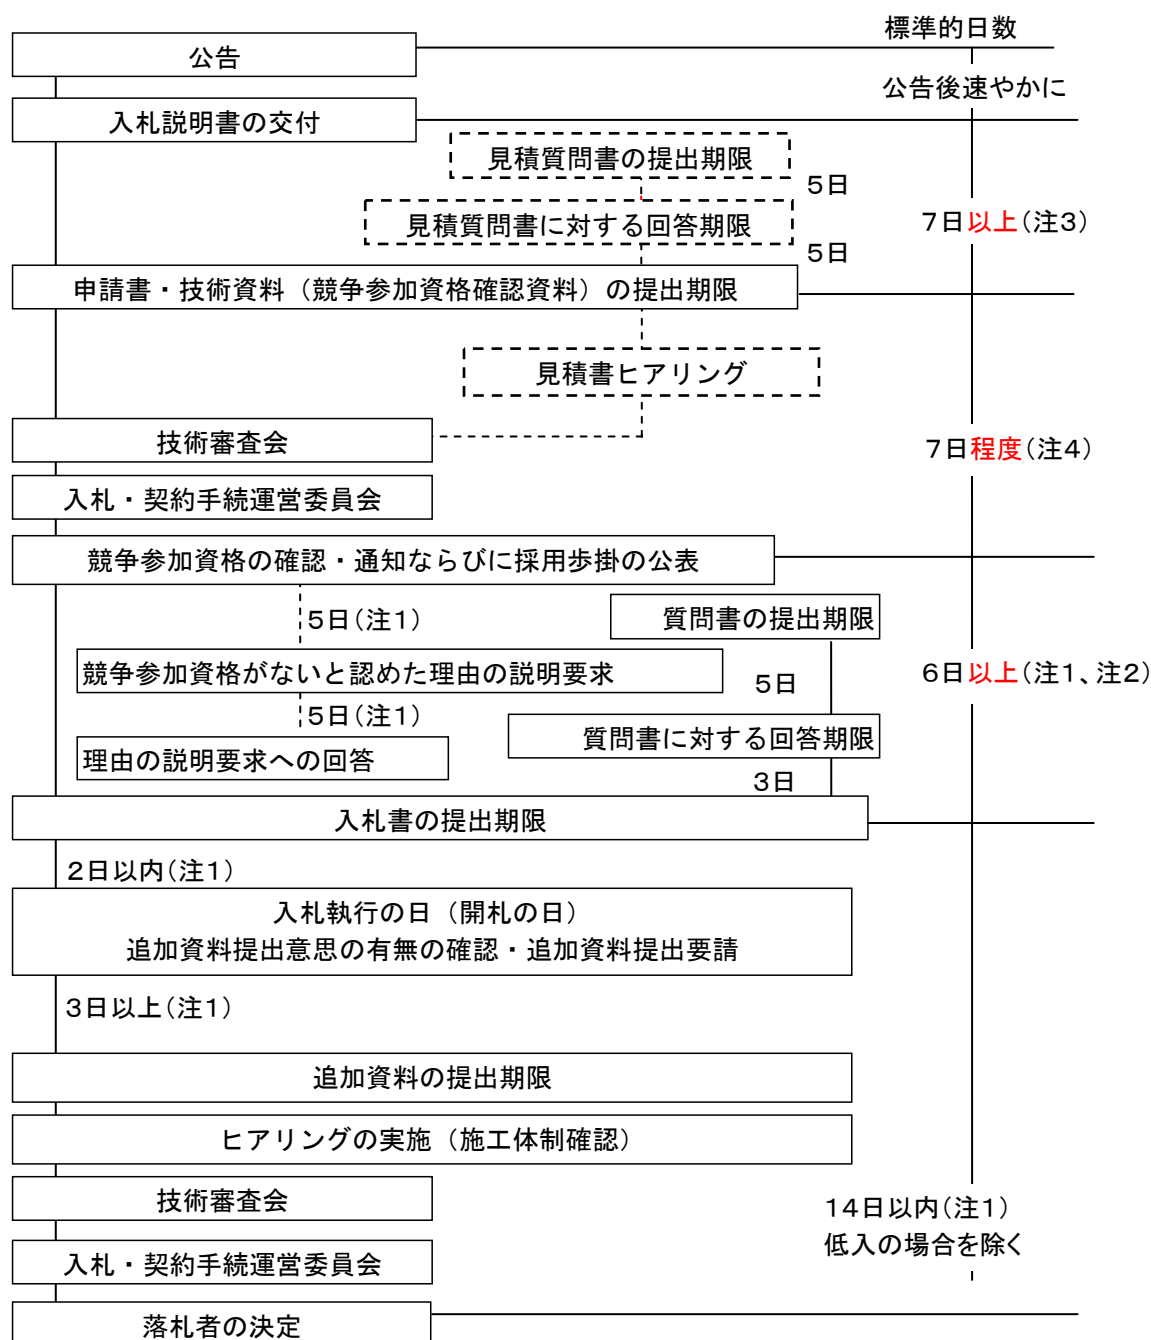 標準的日数
公告
公告後速やかに
入札説明書の交付
見積質問書の提出期限
5日
見積質問書に対する回答期限
7日以上(注3)
5日
申請書・技術資料（競争参加資格確認資料）の提出期限
見積書ヒアリング
技術審査会
7日程度(注4)
入札・契約手続運営委員会
競争参加資格の確認・通知ならびに採用歩掛の公表
5日(注1)
質問書の提出期限
競争参加資格がないと認めた理由の説明要求
5日
6日以上(注1、注2)
5日(注1)
質問書に対する回答期限
理由の説明要求への回答
3日
入札書の提出期限
2日以内(注1)
入札執行の日（開札の日）
追加資料提出意思の有無の確認・追加資料提出要請
3日以上(注1)
追加資料の提出期限
ヒアリングの実施（施工体制確認）
技術審査会
14日以内(注1)
低入の場合を除く
入札・契約手続運営委員会
落札者の決定